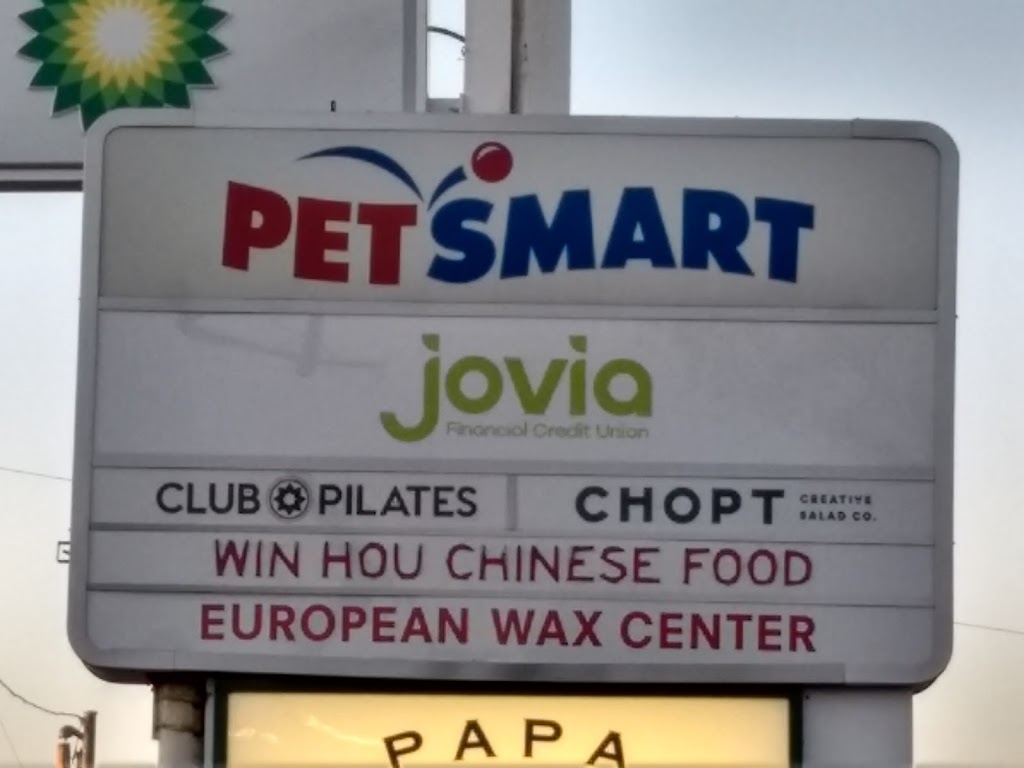 PETSMART
jovia
Financial Credit Union
CLUB PILATES
CHOPT CREATIVE SALAD CO.
WIN HOU CHINESE FOOD
EUROPEAN WAX CENTER
PAPA